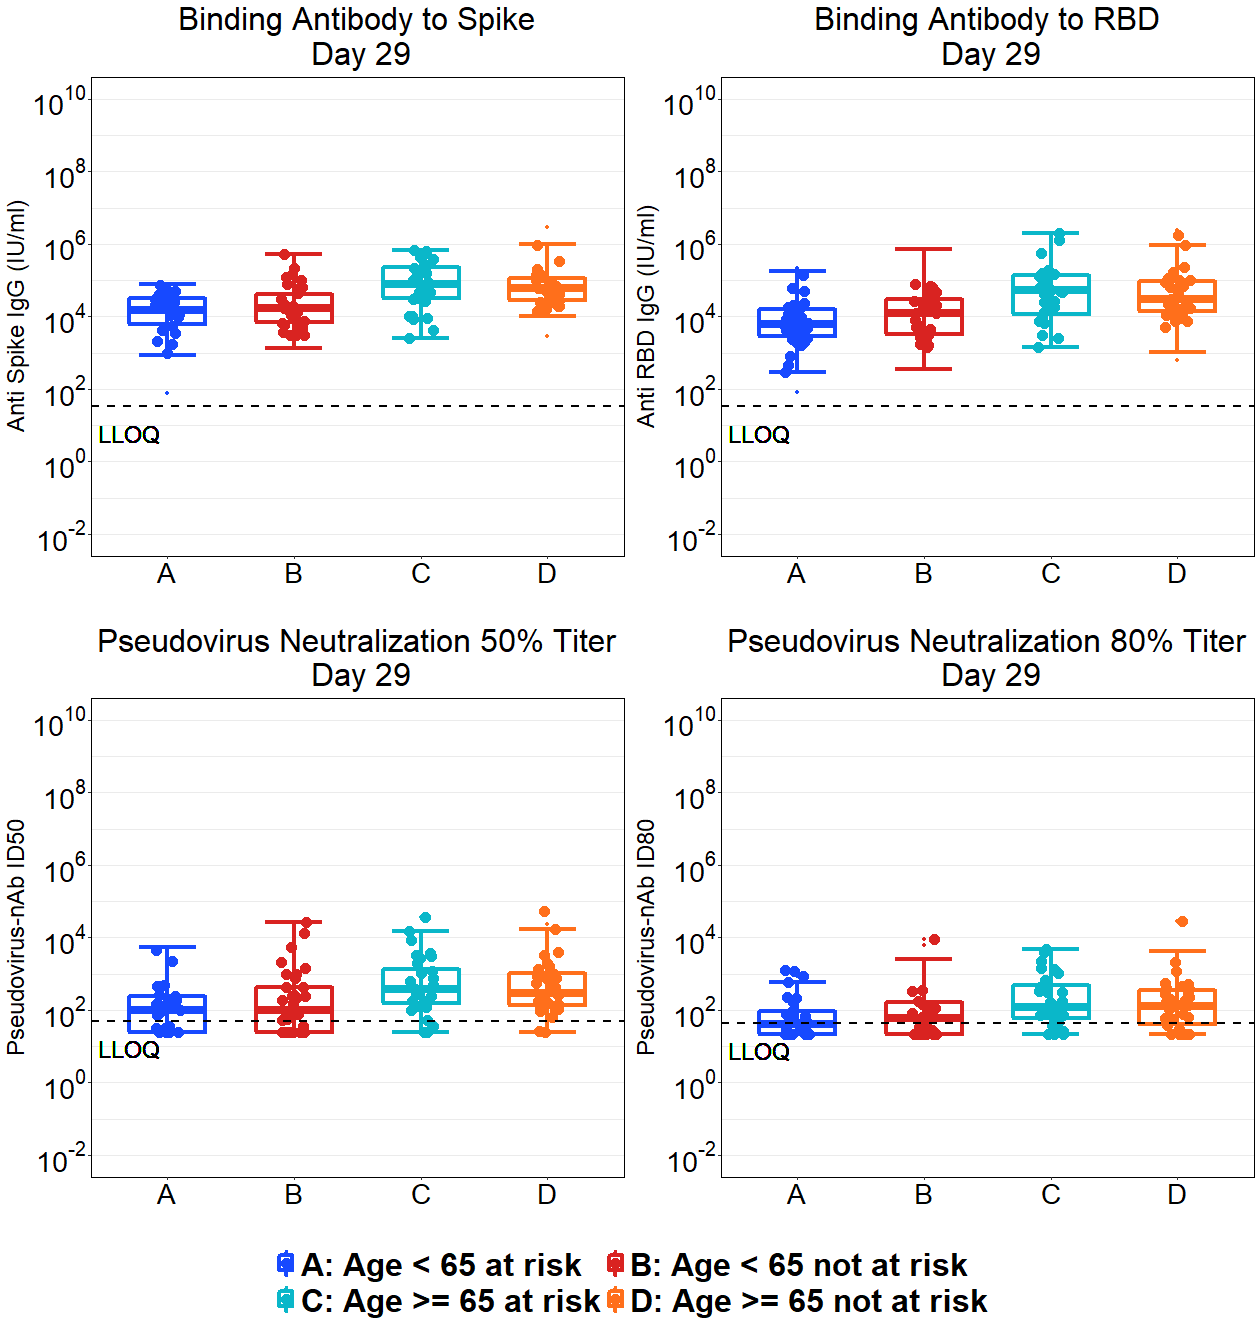 Binding Antibody to Spike
Day 29
Anti Spike IgG (IU/ml)
10^10
10^8
10^6
10^4
10^2
10^0
10^-2
LLOQ
A B C D
Binding Antibody to RBD
Day 29
Anti RBD IgG (IU/ml)
10^10
10^8
10^6
10^4
10^2
10^0
10^-2
LLOQ
A B C D
Pseudovirus Neutralization 50% Titer
Day 29
Pseudovirus-nAb ID50
10^10
10^8
10^6
10^4
10^2
10^0
10^-2
LLOQ
A B C D
Pseudovirus Neutralization 80% Titer
Day 29
Pseudovirus-nAb ID80
10^10
10^8
10^6
10^4
10^2
10^0
10^-2
LLOQ
A B C D
A: Age < 65 at risk B: Age < 65 not at risk
C: Age >= 65 at risk D: Age >= 65 not at risk